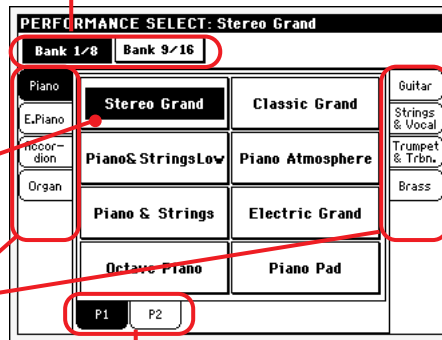 PERFORMANCE SELECT: Stereo Grand
Bank 1/8 Bank 9/16
Piano
E.Piano
Accor-
dion
Organ
Stereo Grand Classic Grand
Piano&StringsLow Piano Atmosphere
Piano & Strings Electric Grand
Octave Piano Piano Pad
Guitar
Strings
& Vocal
Trumpet
& Trbn.
Brass
P1 P2